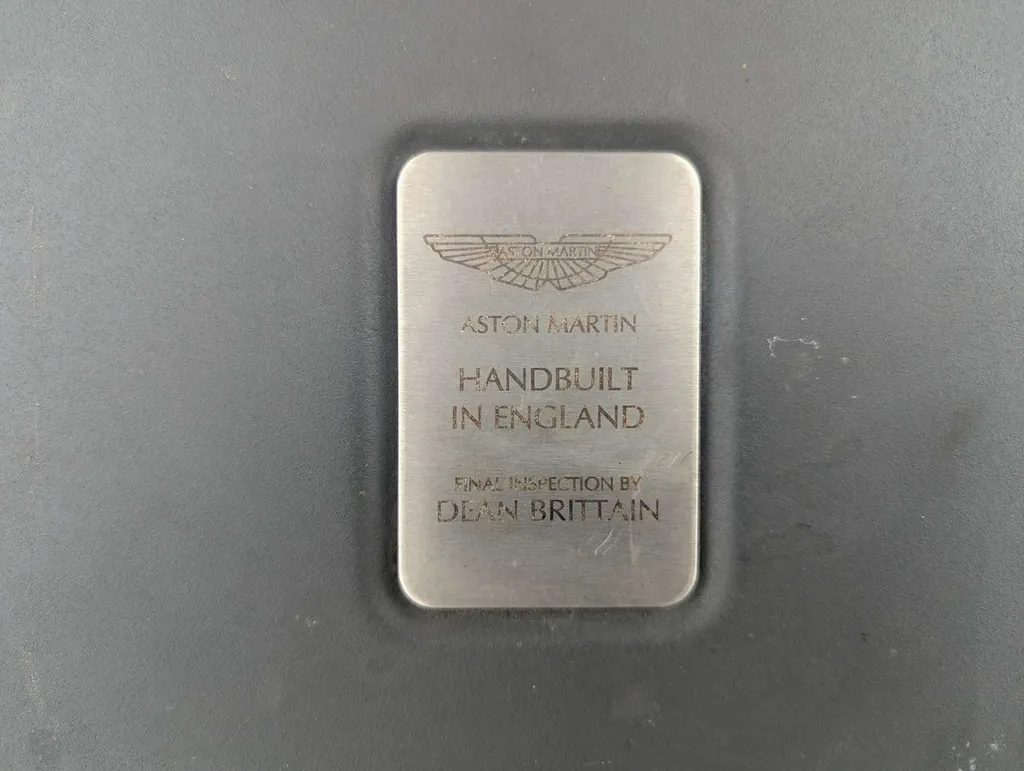 ASTON MARTIN
ASTON MARTIN
HANDBUILT
IN ENGLAND
FINAL INSPECTION BY
DEAN BRITTAIN